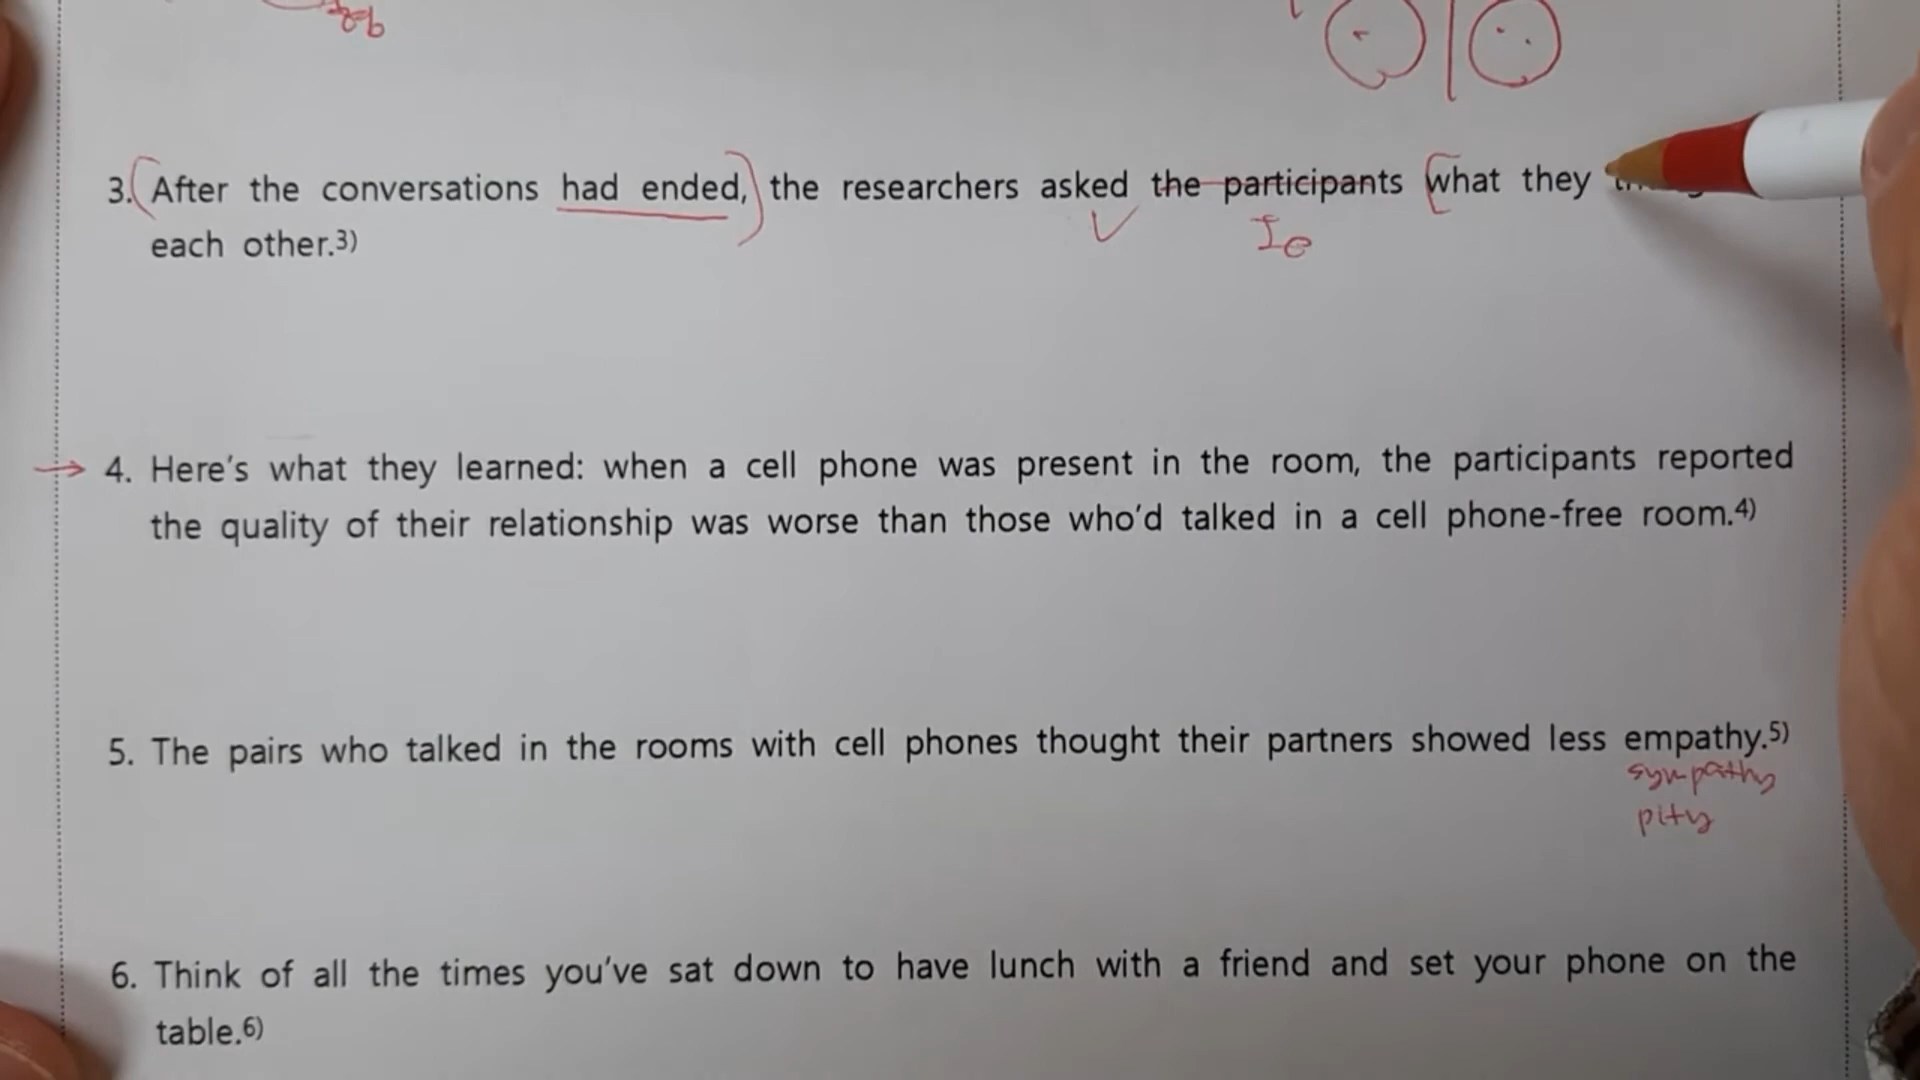 3. After the conversations had ended, the researchers asked the participants what they
V
I
each other.3)
4. Here's what they learned: when a cell phone was present in the room, the participants reported
the quality of their relationship was worse than those who'd talked in a cell phone-free room.4)
5. The pairs who talked in the rooms with cell phones thought their partners showed less empathy.5)
sympathy
pity
6. Think of all the times you've sat down to have lunch with a friend and set your phone on the
table.6)